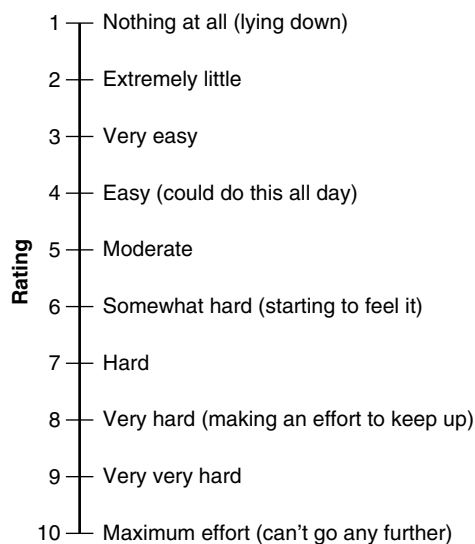 1 Nothing at all (lying down)
2 Extremely little
3 Very easy
4 Easy (could do this all day)
5 Moderate
Rating
6 Somewhat hard (starting to feel it)
7 Hard
8 Very hard (making an effort to keep up)
9 Very very hard
10 Maximum effort (can't go any further)